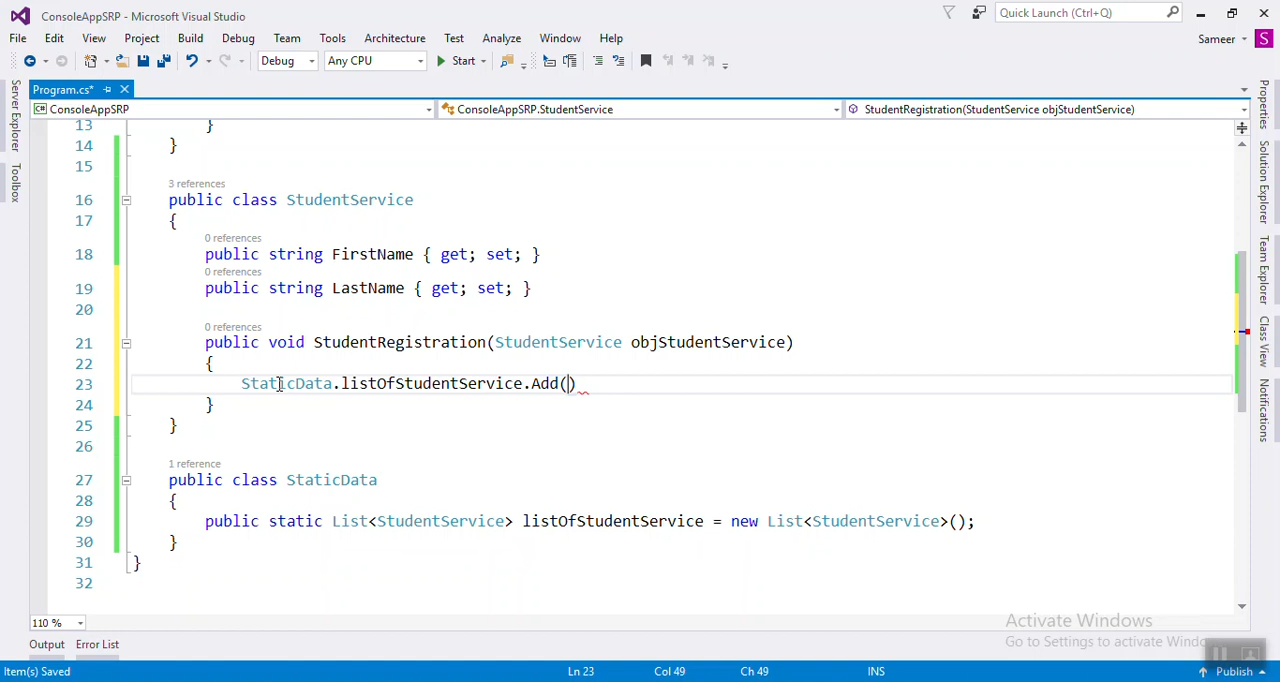 ConsoleAppSRP - Microsoft Visual Studio
Quick Launch (Ctrl+Q)
File Edit View Project Build Debug Team Tools Architecture Test Analyze Window Help
Sameer S
Debug Any CPU Start
Program.cs*
ConsoleAppSRP ConsoleAppSRP.StudentService StudentRegistration(StudentService objStudentService)
Server Explorer
Toolbox
13 }
14 }
15
3 references
16 public class StudentService
17 {
0 references
18 public string FirstName { get; set; }
0 references
19 public string LastName { get; set; }
20
0 references
21 public void StudentRegistration(StudentService objStudentService)
22 {
23 StaticData.listOfStudentService.Add()
24 }
25 }
26
1 reference
27 public class StaticData
28 {
29 public static List<StudentService> listOfStudentService = new List<StudentService>();
30 }
31 }
32
Properties
Solution Explorer
Team Explorer
Class View
Notifications
110 %
Activate Windows
Go to Settings to activate Windo
Output Error List
Item(s) Saved Ln 23 Col 49 Ch 49 INS Publish